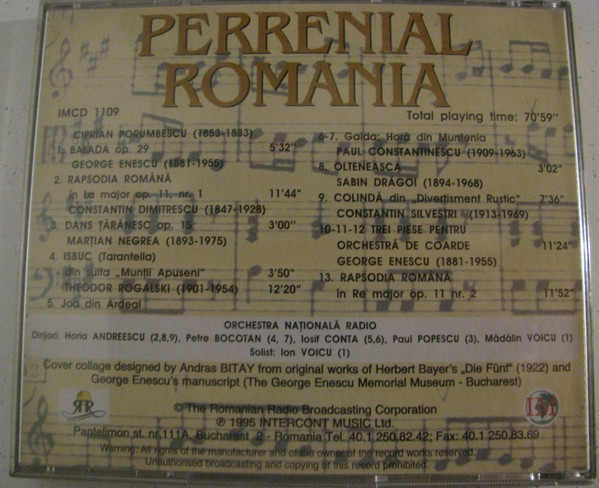 PERRENIAL
ROMANIA
IMCD 1109
Total playing time: 70'59"
CIPRIAN PORUMBESCU (1853-1883)
1. BALADA op. 29 5'32"
GEORGE ENESCU (1881-1955)
2. RAPSODIA ROMÂNĂ
in La major op. 11, nr. 1 11'44"
CONSTANTIN DIMITRESCU (1847-1928)
3. DANS ȚĂRĂNESC op. 15 3'00"
MARȚIAN NEGREA (1893-1975)
4. ISBUC (Tarantella)
din suita „Munții Apuseni" 3'50"
THEODOR ROGALSKI (1901-1954) 12'20"
5. Joc din Ardeal
6-7. Gaida; Horă din Muntenia
PAUL CONSTANTINESCU (1909-1963)
8. OLTENEASCĂ 3'02"
SABIN DRAGOI (1894-1968)
9. COLINDĂ din „Divertisment Rustic" 7'36"
CONSTANTIN SILVESTRI (1913-1969)
10-11-12 TREI PIESE PENTRU
ORCHESTRĂ DE COARDE 11'24"
GEORGE ENESCU (1881-1955)
13. RAPSODIA ROMÂNĂ
in Re major op. 11 nr. 2 11'52"
ORCHESTRA NAȚIONALĂ RADIO
Dirijori: Horia ANDREESCU (2,8,9), Petre BOCOTAN (4, 7), Iosif CONTA (5,6), Paul POPESCU (3), Mădălin VOICU (1)
Solist: Ion VOICU (1)
Cover collage designed by Andras BITAY from original works of Herbert Bayer's „Die Fünf" (1922) and
George Enescu's manuscript (The George Enescu Memorial Museum - Bucharest)
© The Romanian Radio Broadcasting Corporation
℗ 1995 INTERCONT MUSIC Ltd.
Pantelimon st. nr.111A, Bucharest 2 - Romania Tel. 40.1 250.82.42; Fax: 40.1 250.83.69
Warning: All rights of the manufacturer and of the owner of the record works reserved.
Unauthorised broadcasting and copying of this record prohibited.